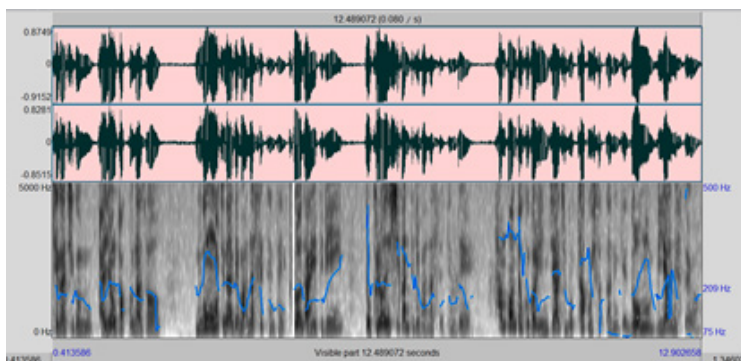 12.489072 (0.080 / s)
0.8749
0
-0.9152
0.8281
0
-0.8515
5000 Hz 500 Hz
209 Hz
0 Hz 75 Hz
0.413586 Visible part 12.489072 seconds 12.902658